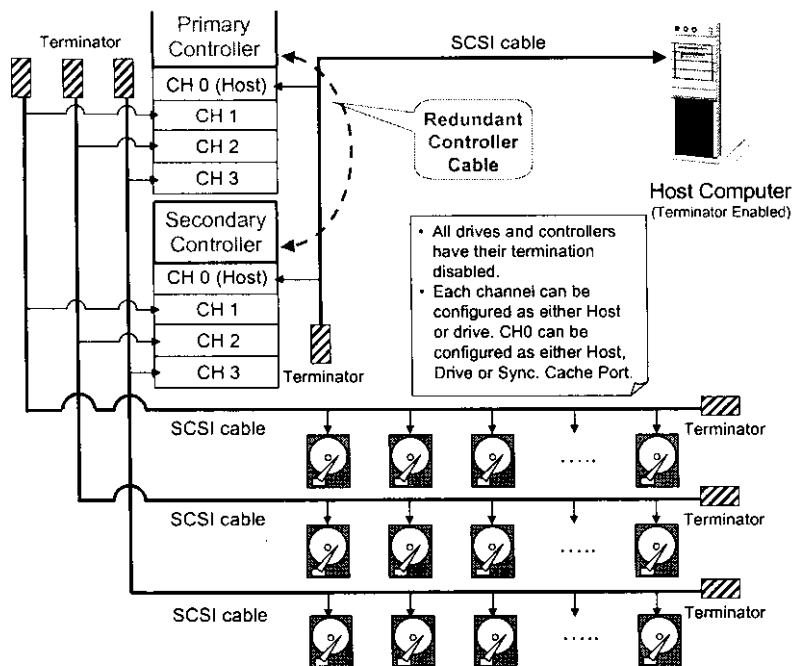 Terminator
Primary
Controller
CH 0 (Host)
CH 1
CH 2
CH 3
Secondary
Controller
CH 0 (Host)
CH 1
CH 2
CH 3
SCSI cable
Redundant
Controller
Cable
Host Computer
(Terminator Enabled)
• All drives and controllers
have their termination
disabled.
• Each channel can be
configured as either Host
or drive. CH0 can be
configured as either Host,
Drive or Sync. Cache Port.
Terminator
SCSI cable
.....
Terminator
SCSI cable
.....
Terminator
SCSI cable
.....
Terminator